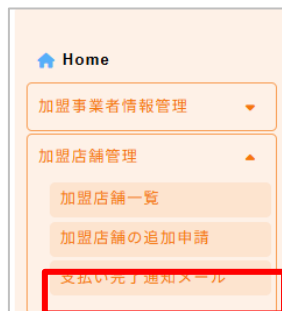 Home
加盟事業者情報管理
加盟店舗管理
加盟店舗一覧
加盟店舗の追加申請
支払い完了通知メール